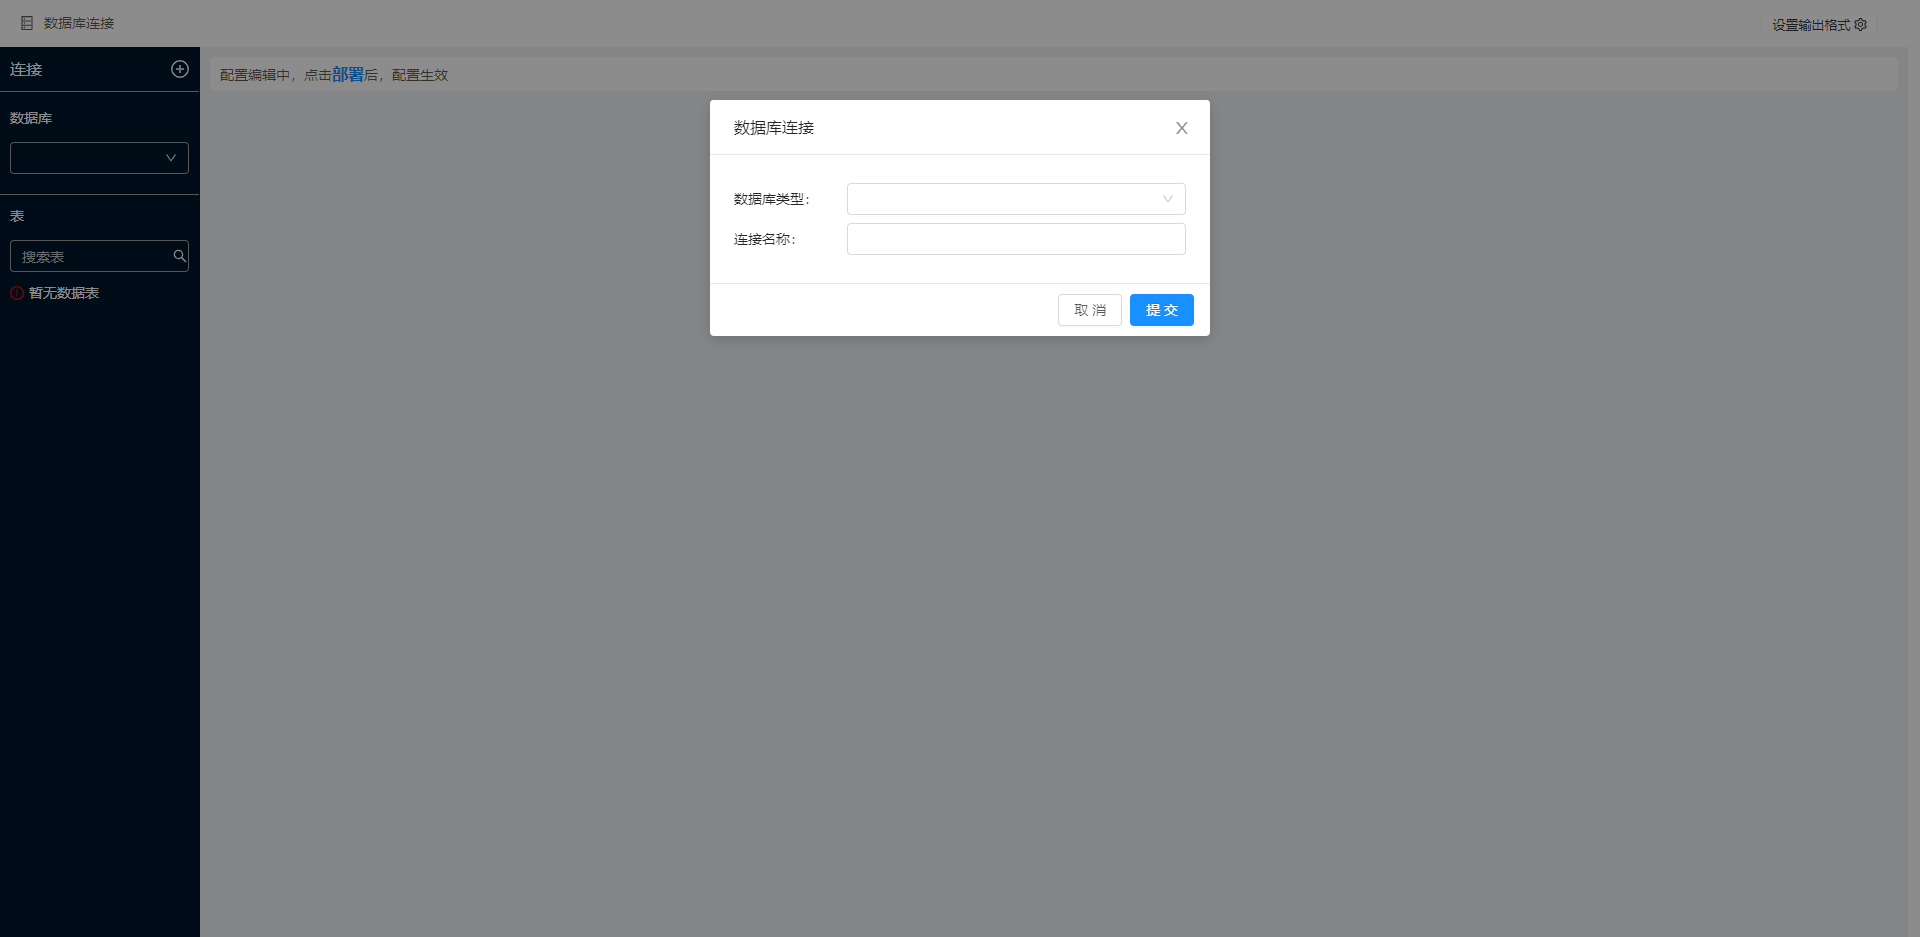 数据库连接
设置输出格式
连接
数据库
表
搜索表
暂无数据表
配置编辑中，点击部署后，配置生效
数据库连接
数据库类型：
连接名称：
取 消
提 交